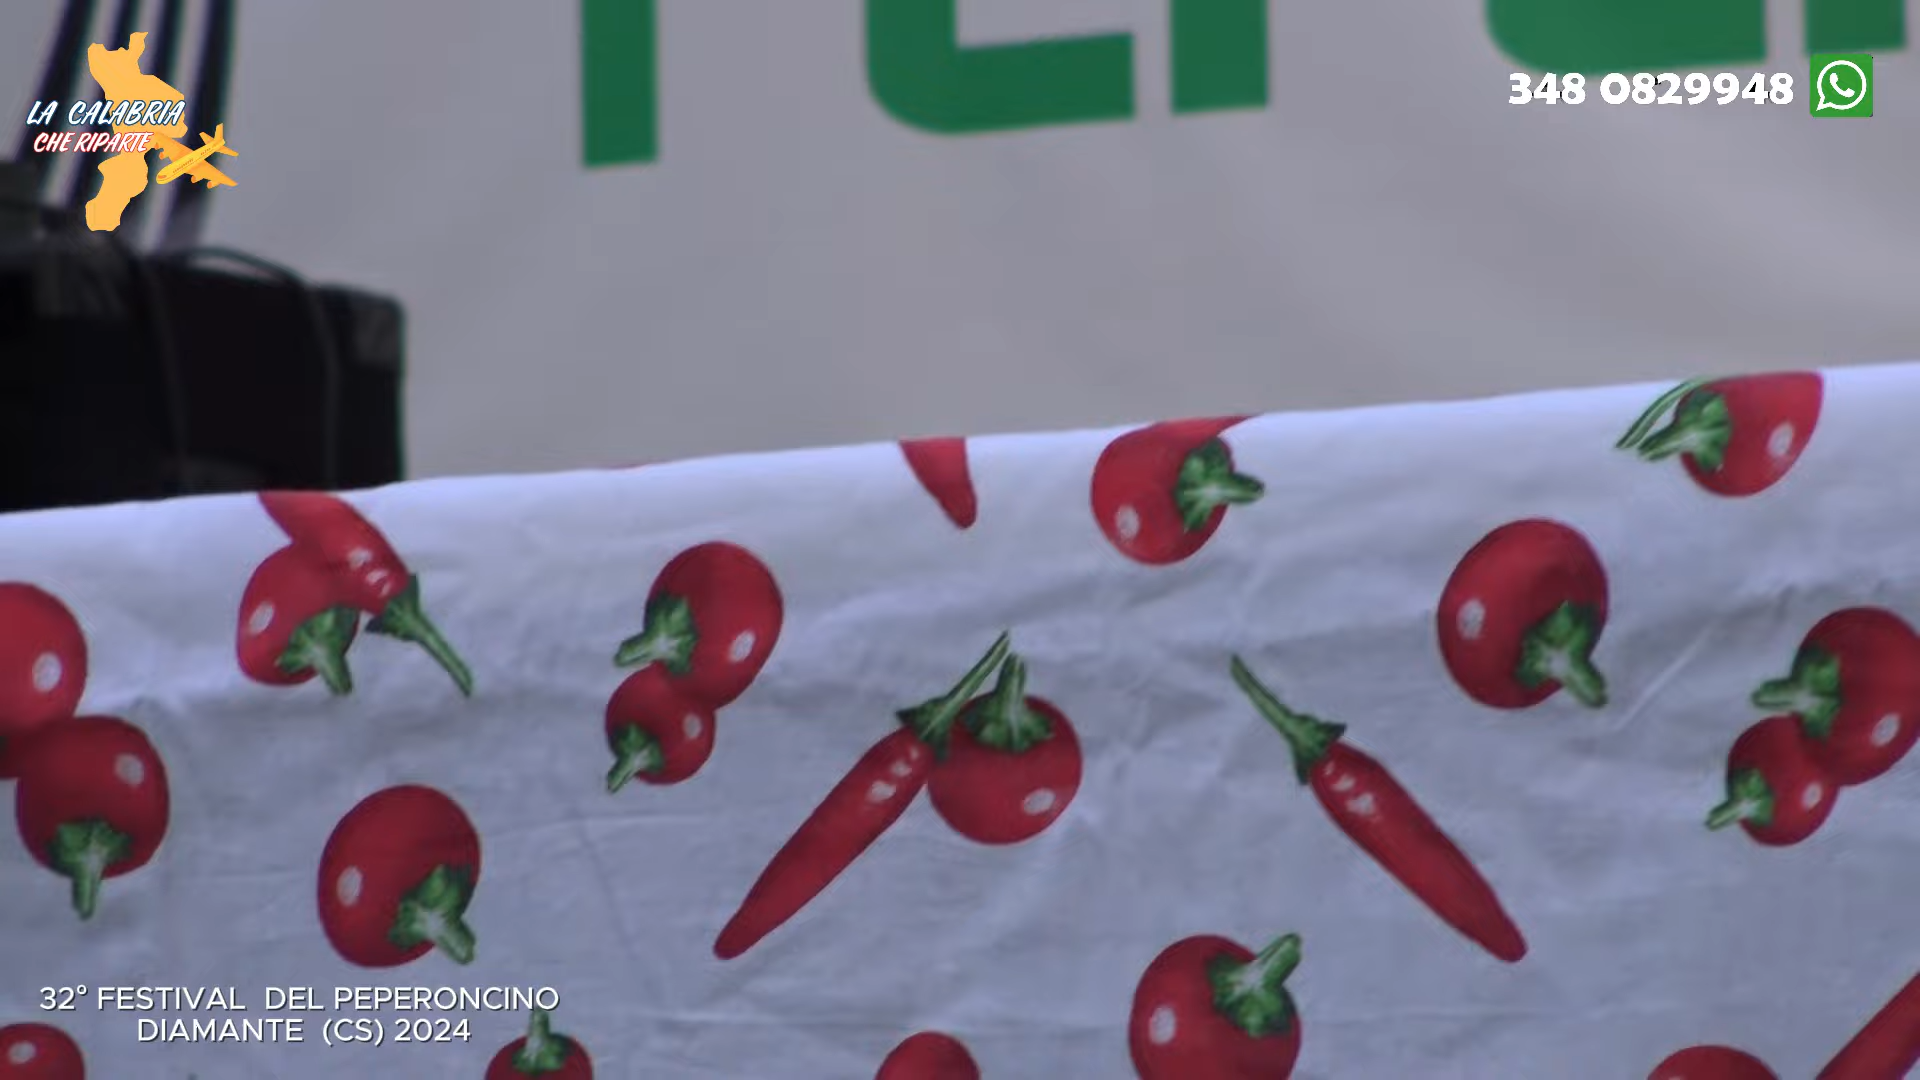 LA CALABRIA
CHE RIPARTE
348 0829948
32° FESTIVAL DEL PEPERONCINO
DIAMANTE (CS) 2024